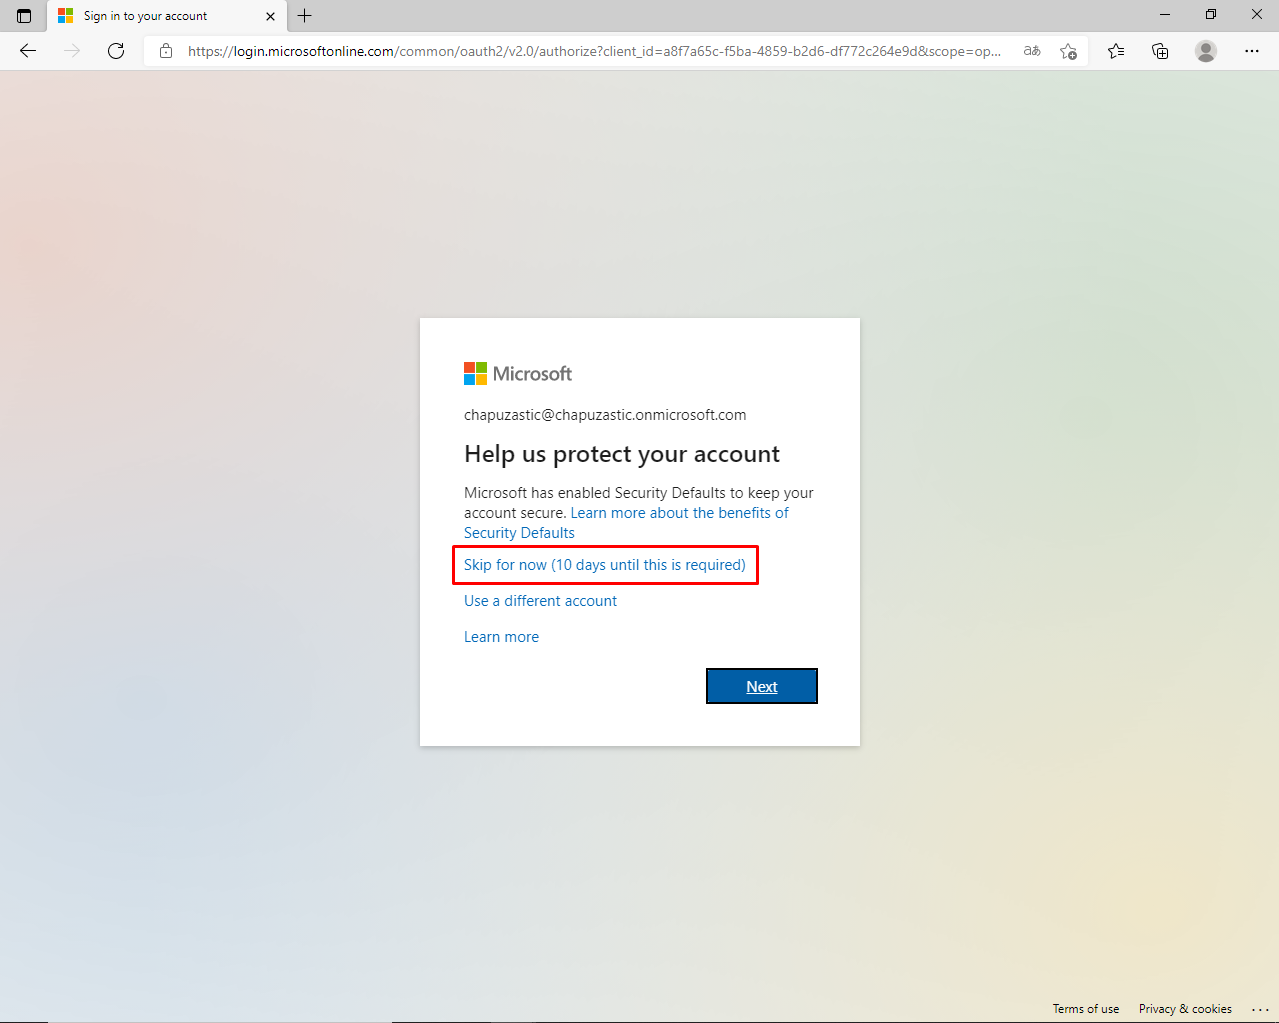 Sign in to your account
https://login.microsoftonline.com/common/oauth2/v2.0/authorize?client_id=a8f7a65c-f5ba-4859-b2d6-df772c264e9d&scope=op...
aあ
Microsoft
chapuzastic@chapuzastic.onmicrosoft.com
Help us protect your account
Microsoft has enabled Security Defaults to keep your
account secure. Learn more about the benefits of
Security Defaults
Skip for now (10 days until this is required)
Use a different account
Learn more
Next
Terms of use Privacy & cookies ...